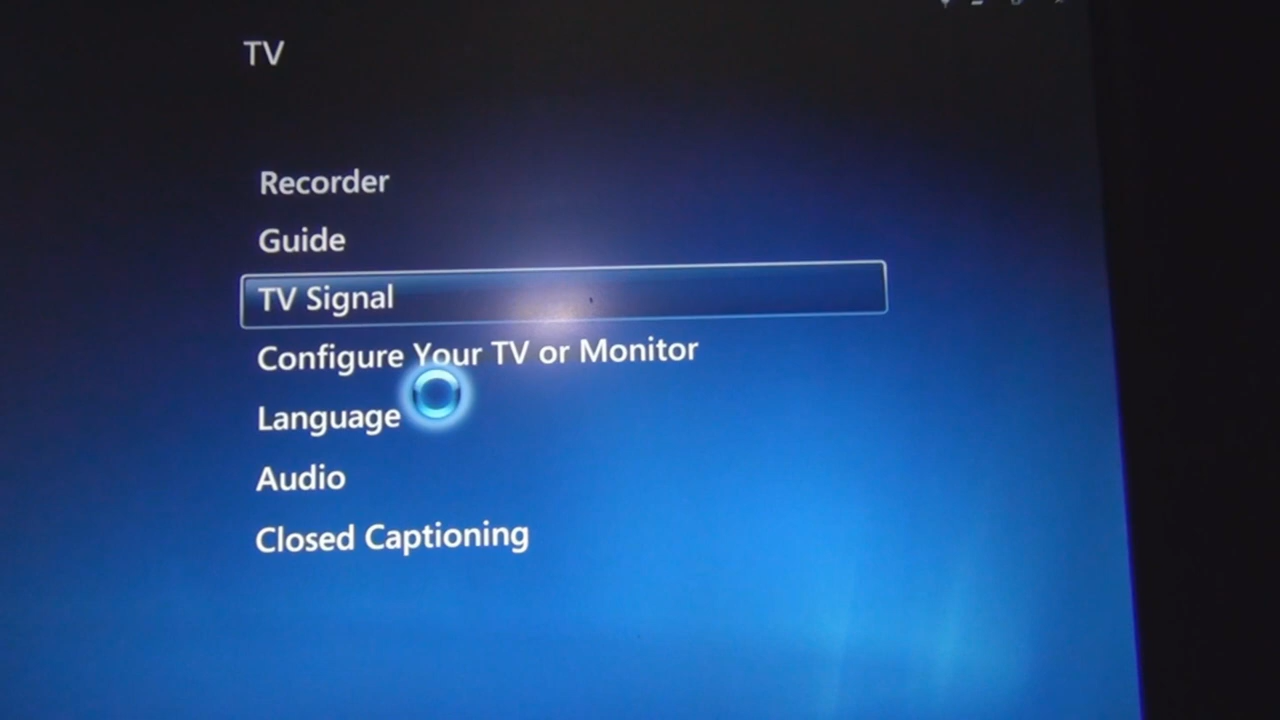 TV
Recorder
Guide
TV Signal
Configure Your TV or Monitor
Language
Audio
Closed Captioning